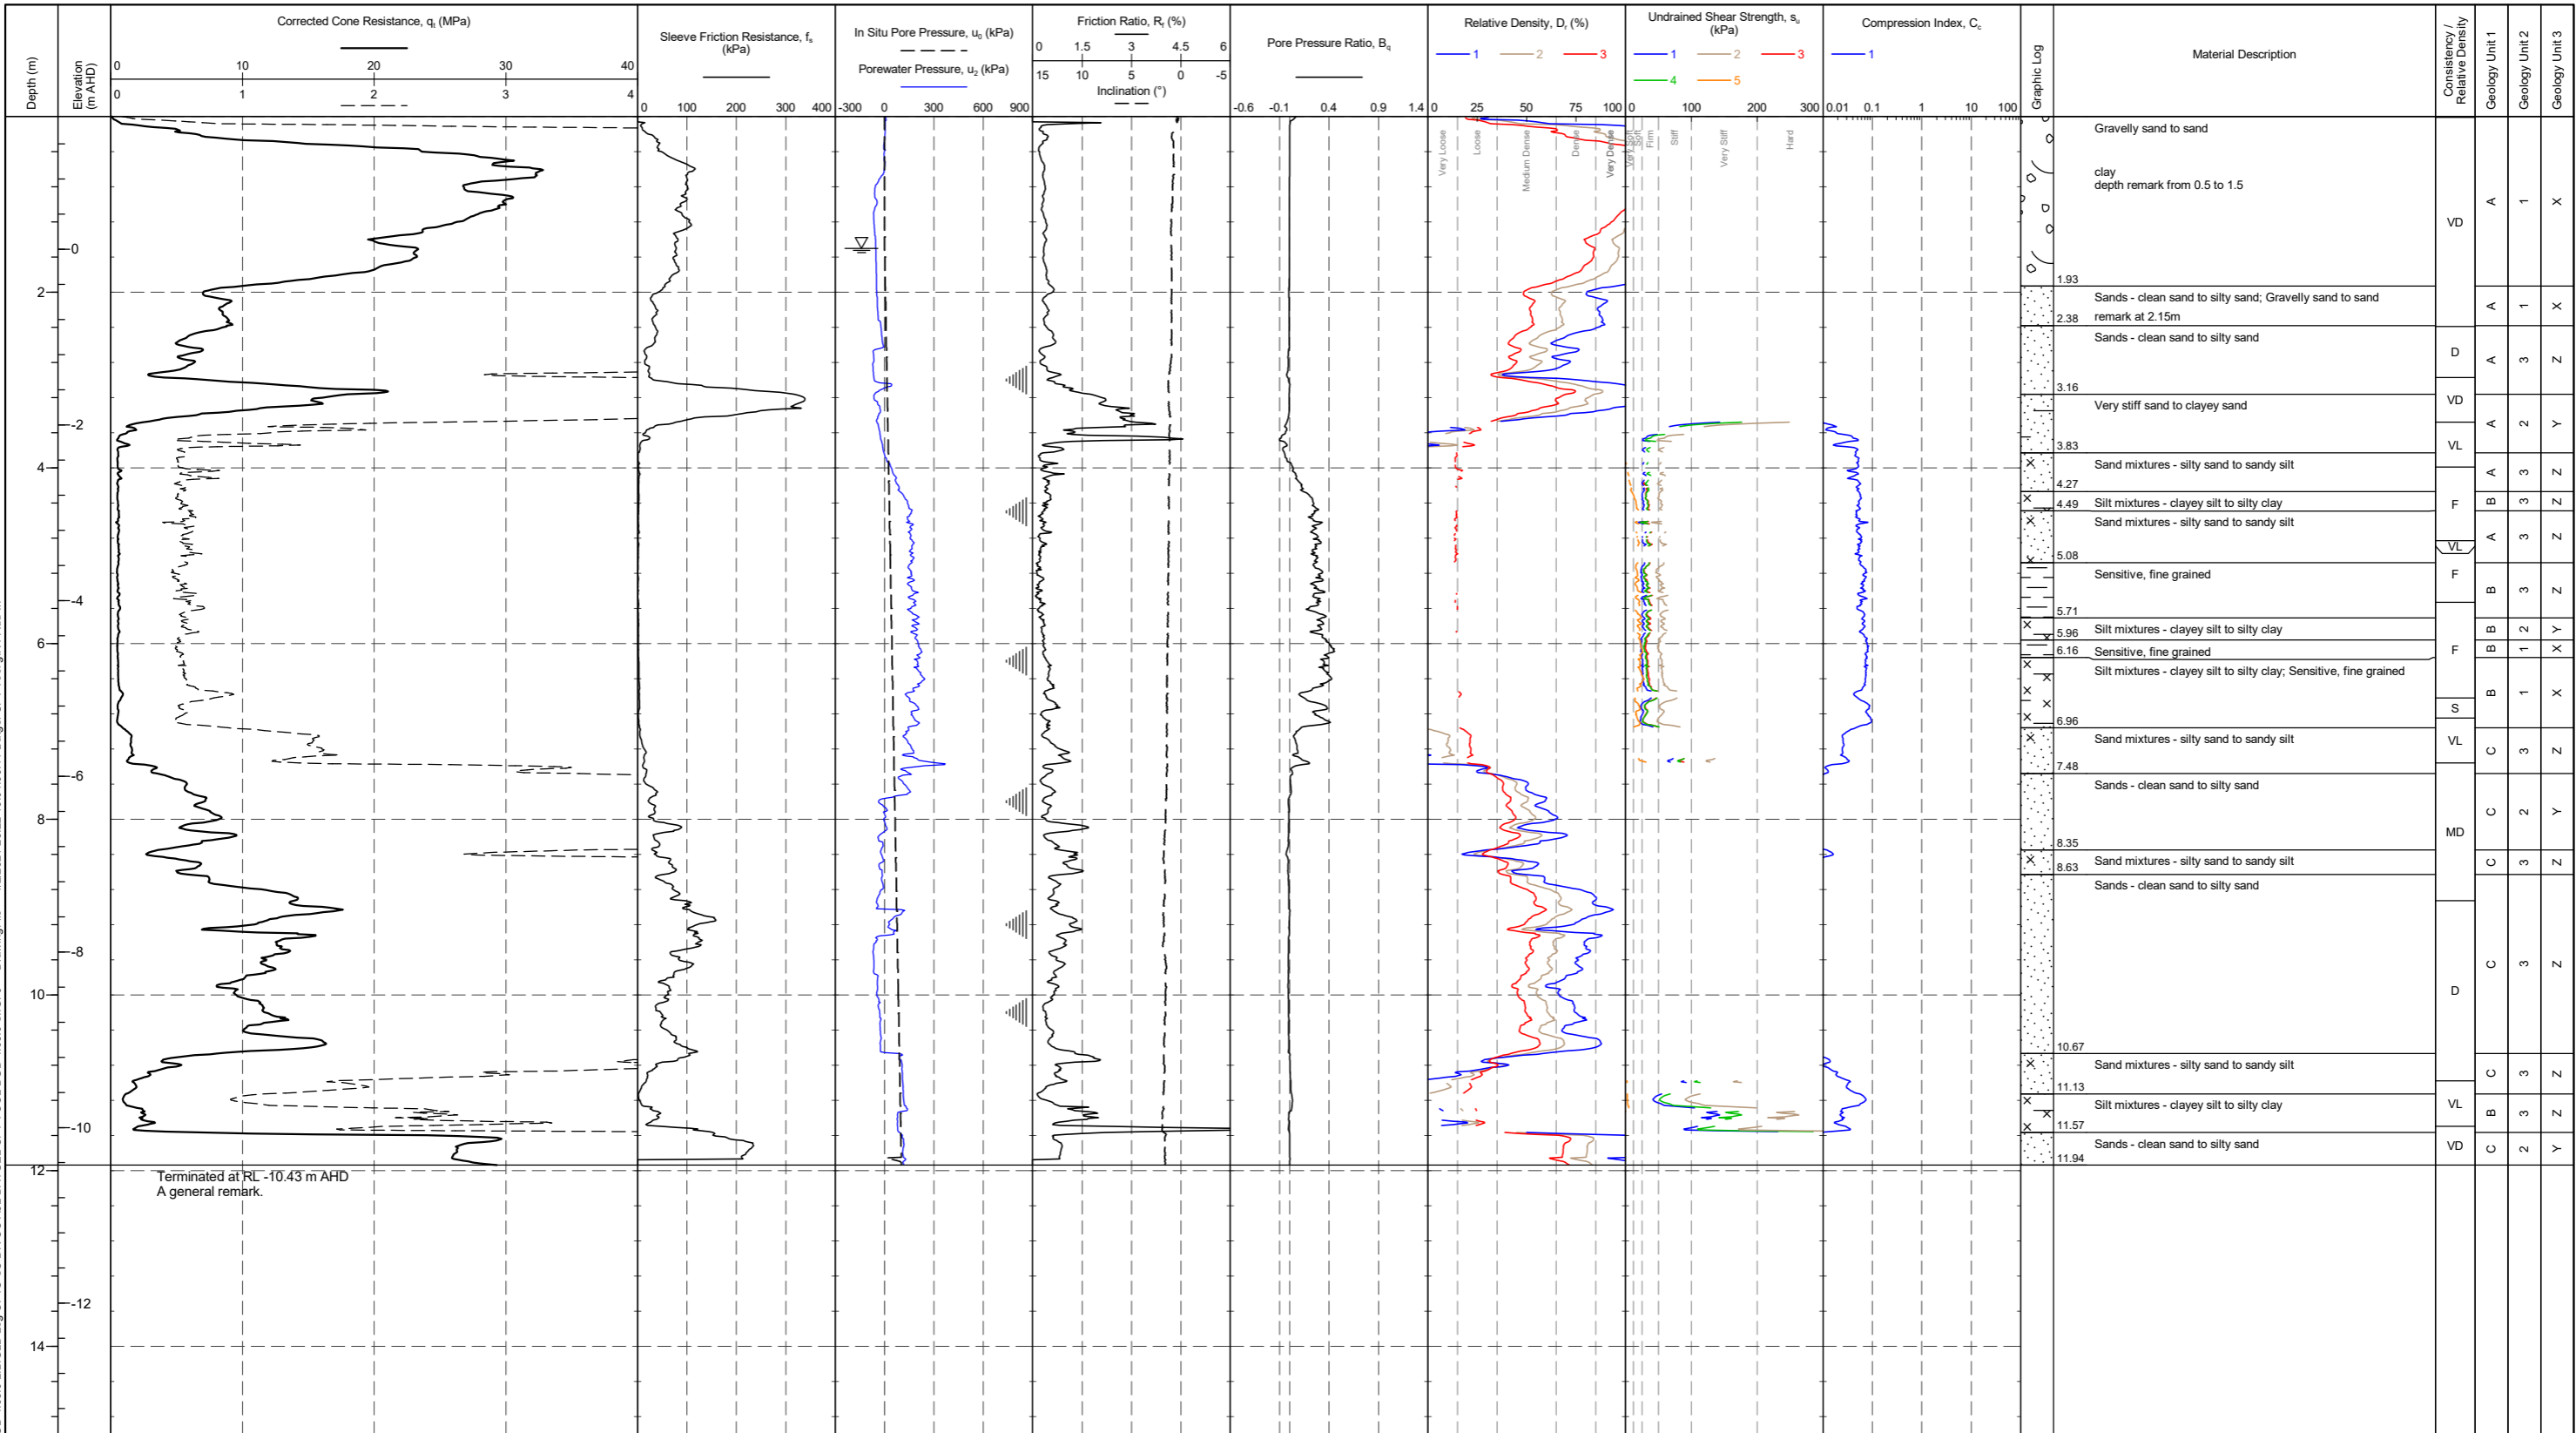 Depth (m)
Elevation
(m AHD)
Corrected Cone Resistance, qt (MPa)
0 10 20 30 40
0 1 2 3 4
Sleeve Friction Resistance, fs
(kPa)
0 100 200 300 400
In Situ Pore Pressure, u0 (kPa)
Porewater Pressure, u2 (kPa)
-300 0 300 600 900
Friction Ratio, Rf (%)
0 1.5 3 4.5 6
15 10 5 0 -5
Inclination (°)
Pore Pressure Ratio, Bq
-0.6 -0.1 0.4 0.9 1.4
Relative Density, Dr (%)
1 2 3
0 25 50 75 100
Very Loose
Loose
Medium Dense
Dense
Very Dense
Undrained Shear Strength, su
(kPa)
1 2 3
4 5
0 100 200 300
Very Soft
Soft
Firm
Stiff
Very Stiff
Hard
Compression Index, Cc
1
0.01 0.1 1 10 100
Graphic Log
Material Description
Consistency /
Relative Density
Geology Unit 1
Geology Unit 2
Geology Unit 3
2
4
6
8
10
12
14
0
-2
-4
-6
-8
-10
-12
Gravelly sand to sand
clay
depth remark from 0.5 to 1.5
1.93
Sands - clean sand to silty sand; Gravelly sand to sand
remark at 2.15m
2.38
Sands - clean sand to silty sand
3.16
Very stiff sand to clayey sand
3.83
Sand mixtures - silty sand to sandy silt
4.27
4.49 Silt mixtures - clayey silt to silty clay
Sand mixtures - silty sand to sandy silt
5.08
Sensitive, fine grained
5.71
5.96 Silt mixtures - clayey silt to silty clay
6.16 Sensitive, fine grained
Silt mixtures - clayey silt to silty clay; Sensitive, fine grained
6.96
Sand mixtures - silty sand to sandy silt
7.48
Sands - clean sand to silty sand
8.35
Sand mixtures - silty sand to sandy silt
8.63
Sands - clean sand to silty sand
10.67
Sand mixtures - silty sand to sandy silt
11.13
Silt mixtures - clayey silt to silty clay
11.57
Sands - clean sand to silty sand
11.94
VD
D
VD
VL
F
VL
F
F
S
VL
MD
D
VL
VD
A 1 X
A 1 X
A 3 Z
A 2 Y
A 3 Z
B 3 Z
A 3 Z
B 3 Z
B 2 Y
B 1 X
B 1 X
C 3 Z
C 2 Y
C 3 Z
C 3 Z
C 3 Z
B 3 Z
C 2 Y
Terminated at RL -10.43 m AHD
A general remark.